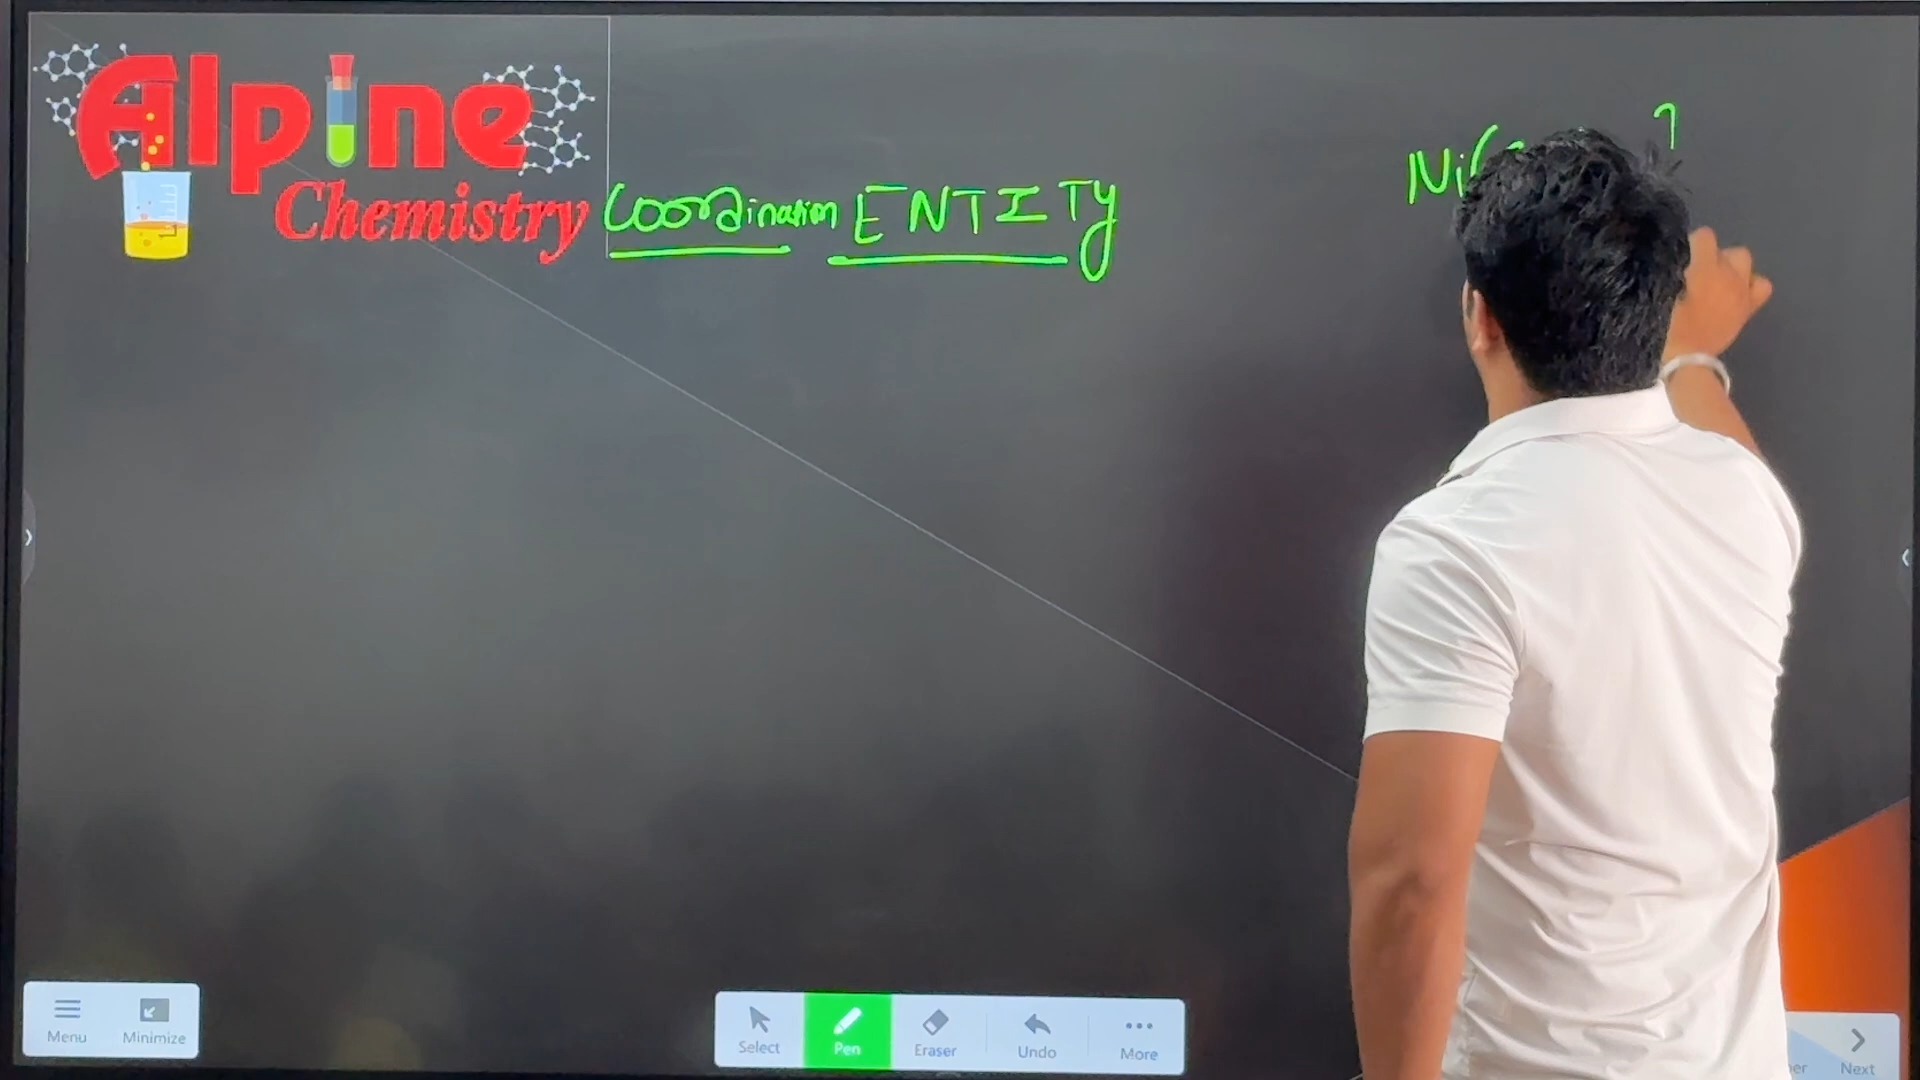 Alpine
Chemistry
Coordination ENTITY
Ni(
Menu
Minimize
Select
Pen
Eraser
Undo
More
Next